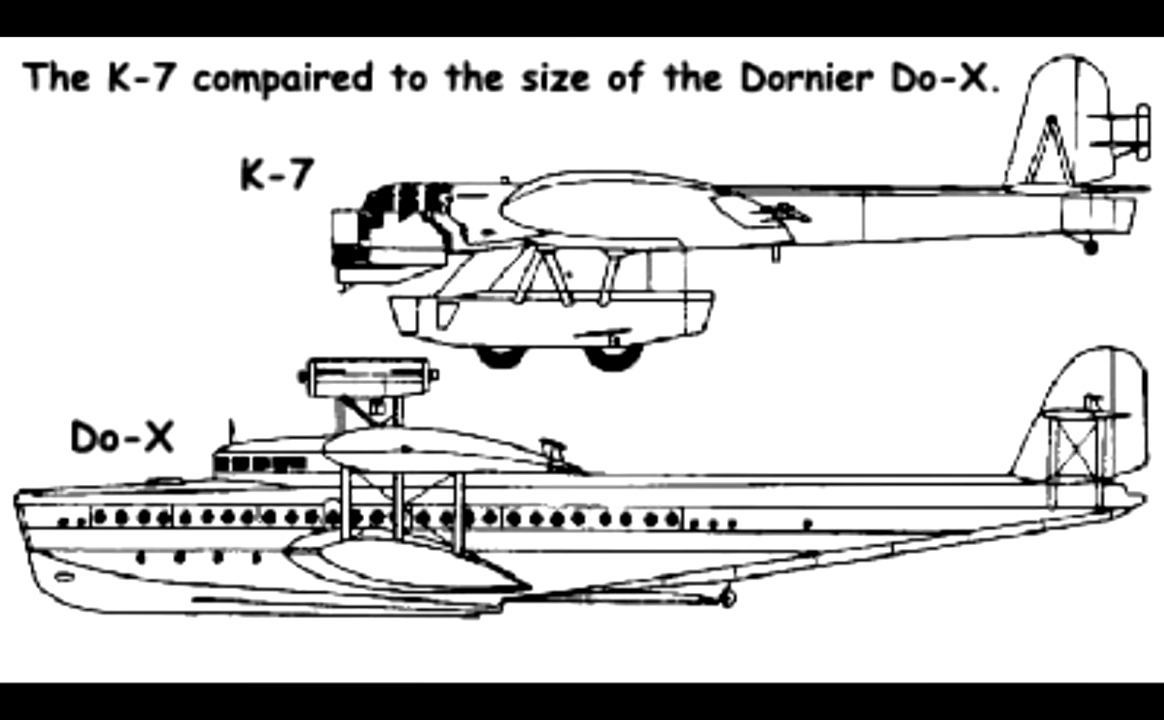 The K-7 compaired to the size of the Dornier Do-X.
K-7
Do-X